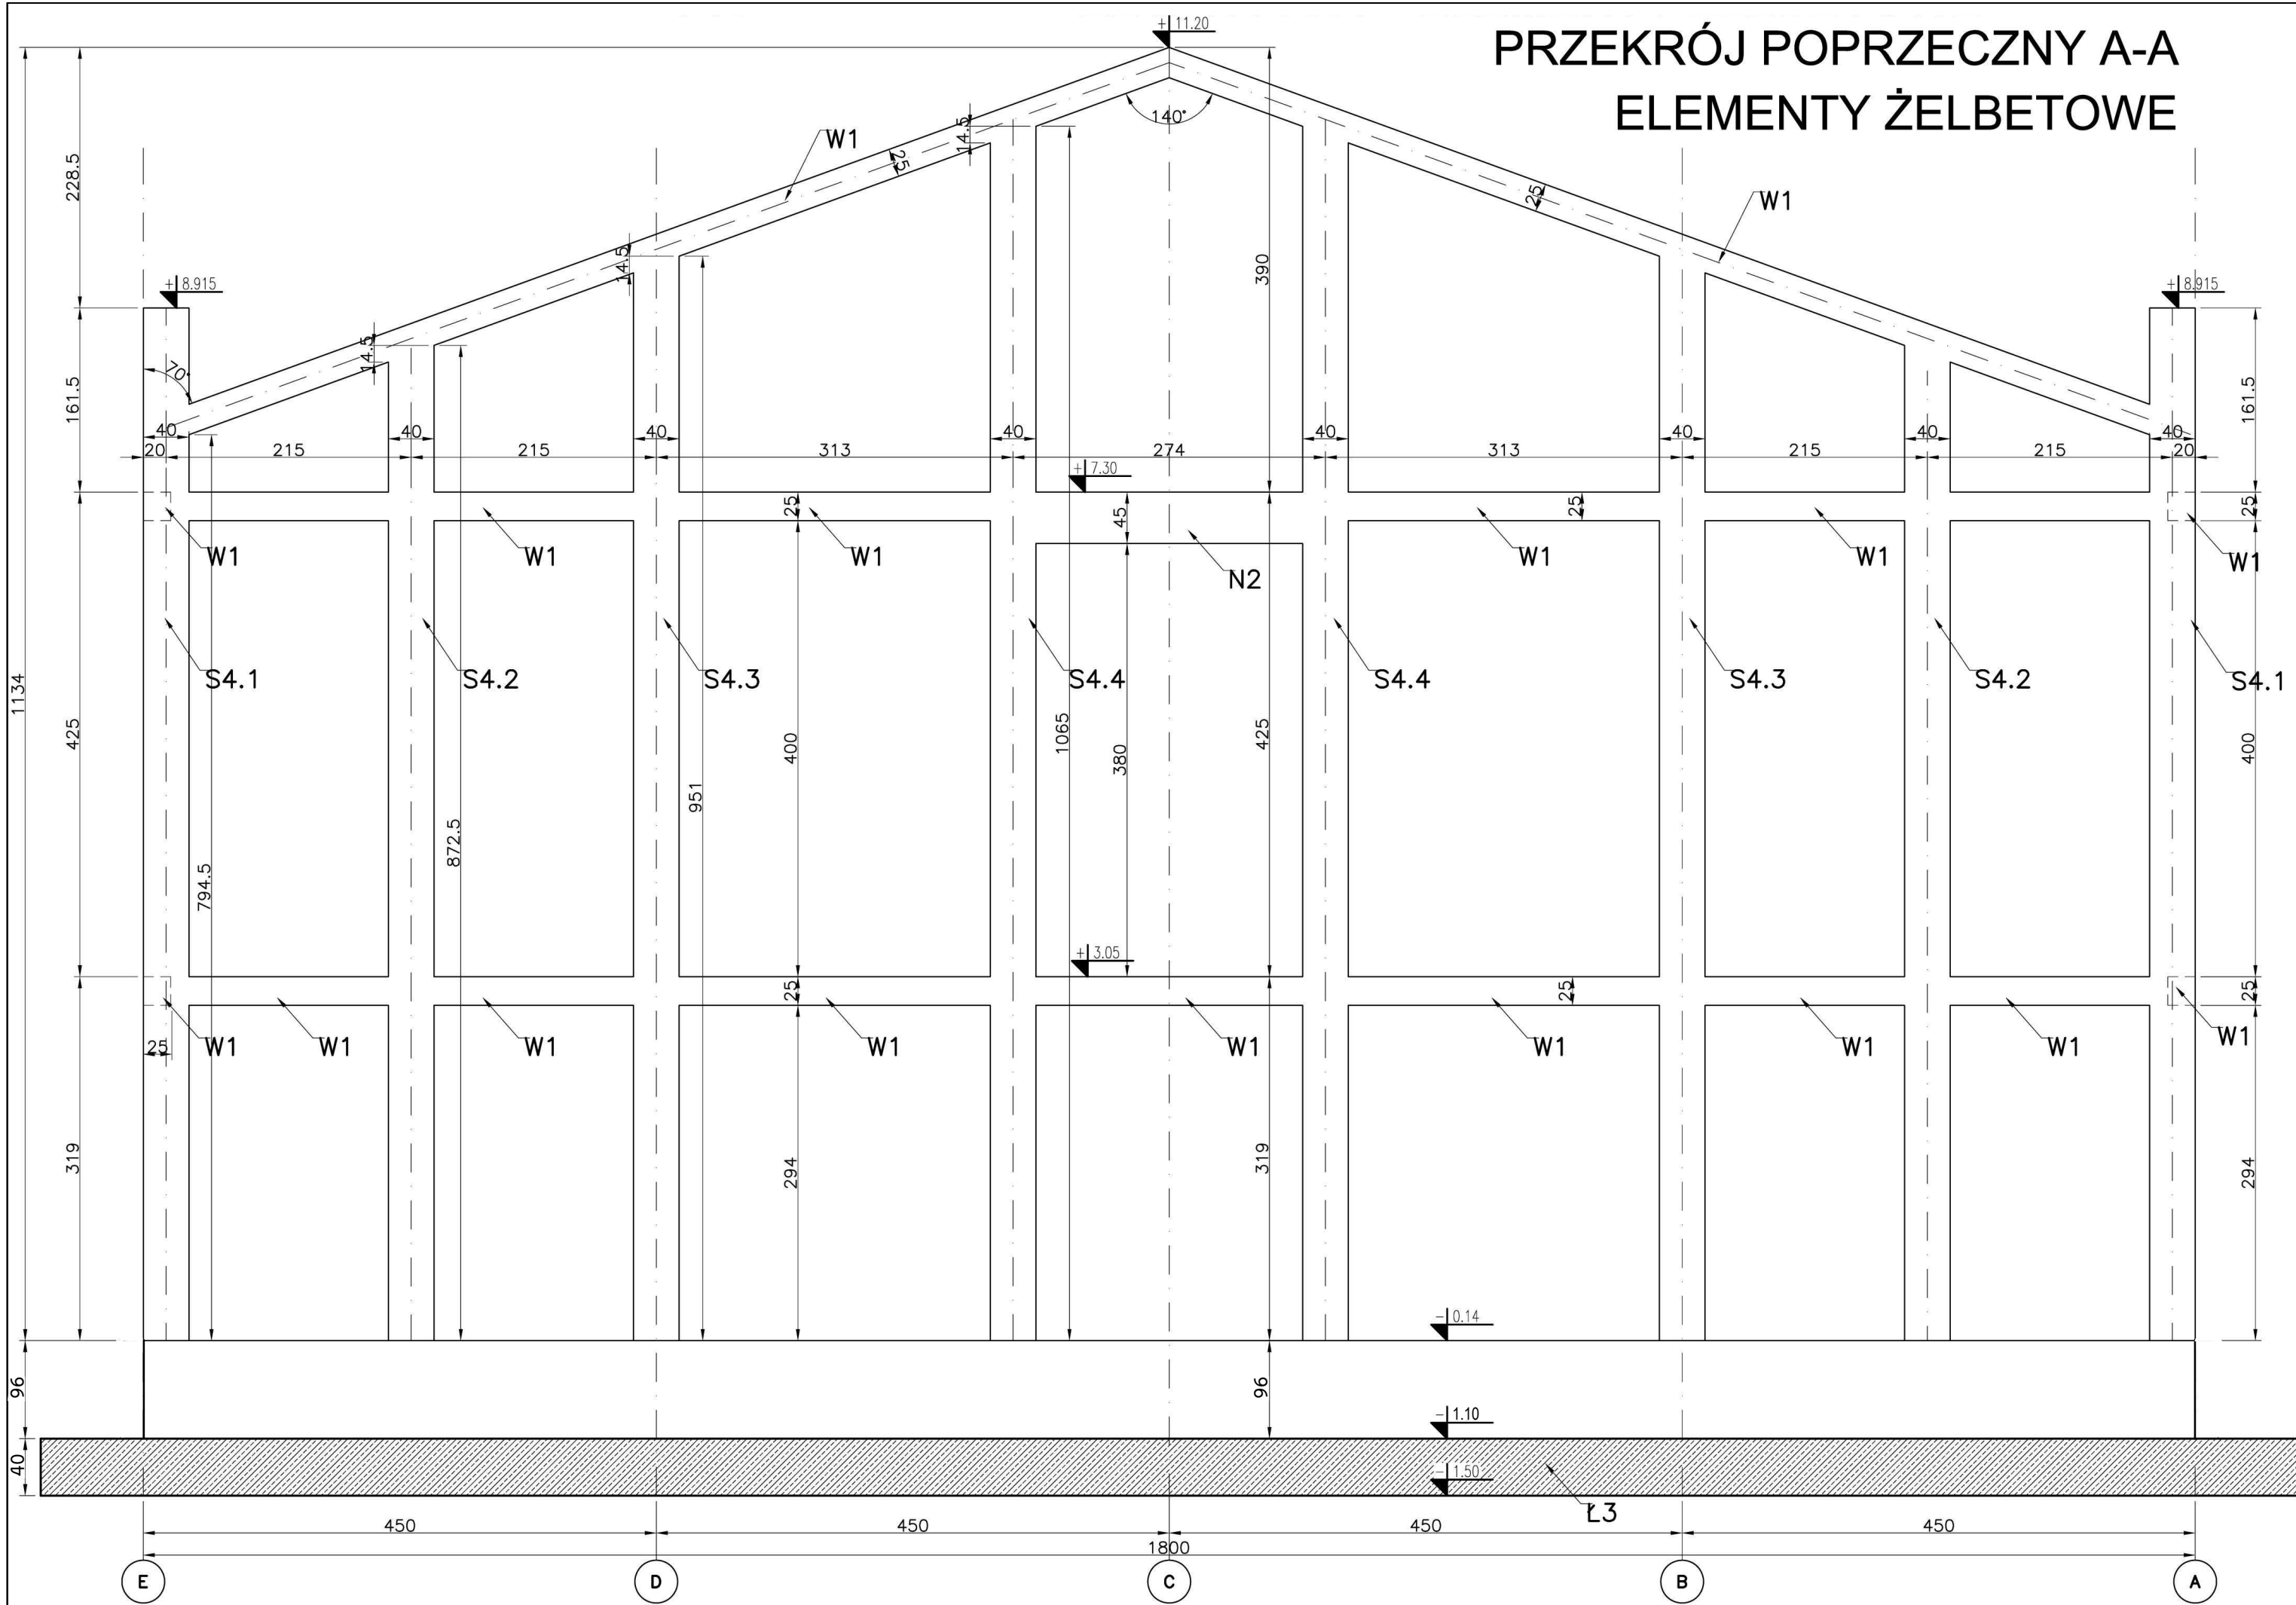 PRZEKRÓJ POPRZECZNY A-A
ELEMENTY ŻELBETOWE
+ 11.20
140°
W1
14.5
25
25
W1
228.5
390
14.5
+ 8.915
+ 8.915
14.5
70°
161.5
161.5
40 40 40 40 40 40 40 40
20 215 215 313 274 313 215 215 20
+ 7.30
25 45 25 25
W1 W1 W1 N2 W1 W1 W1
S4.1 S4.2 S4.3 S4.4 S4.4 S4.3 S4.2 S4.1
1134
425 400 1065 380 425 400
951
872.5
794.5
+ 3.05
25 25 25
25 W1 W1 W1 W1 W1 W1 W1 W1 W1
319 294 319 294
- 0.14
96 96
- 1.10
40
- 1.50
Ł3
450 450 450 450
1800
E D C B A